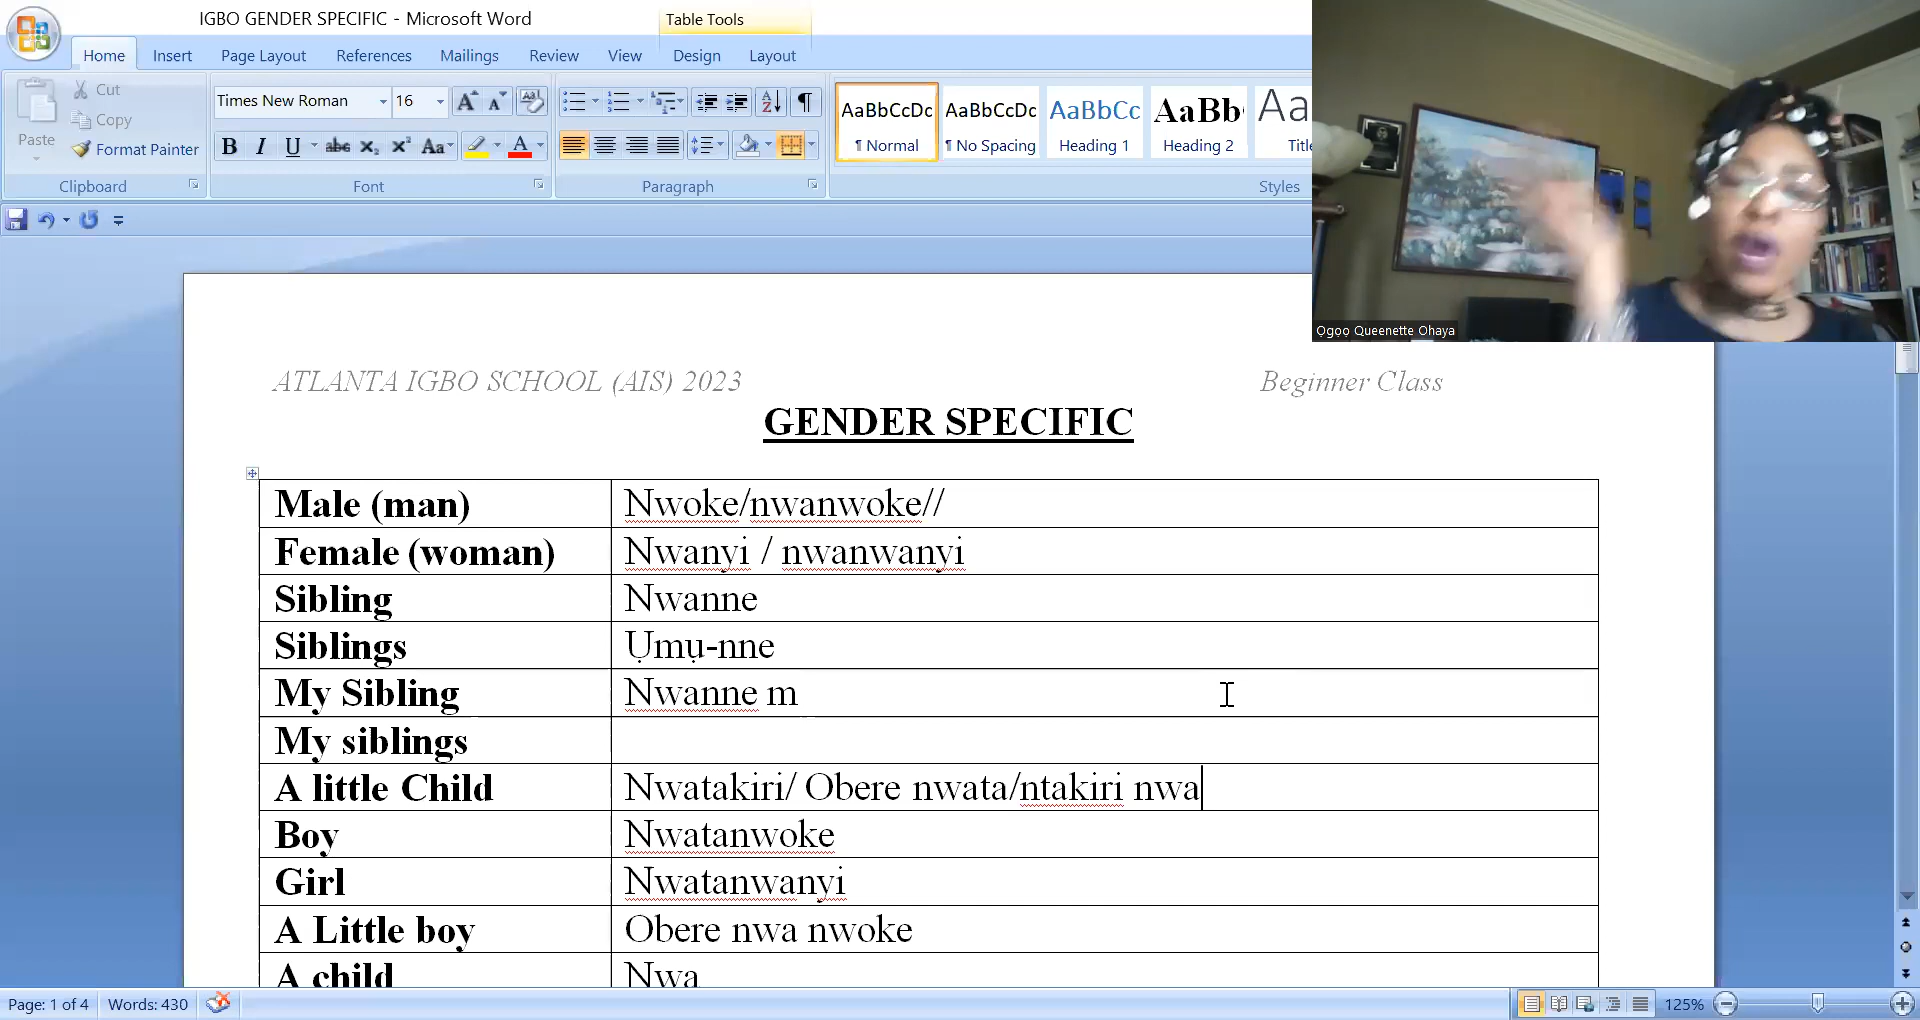 IGBO GENDER SPECIFIC - Microsoft Word
Table Tools
Home Insert Page Layout References Mailings Review View Design Layout
Paste
Cut
Copy
Format Painter
Clipboard
Times New Roman 16
Font
Paragraph
AaBbCcDc AaBbCcDc AaBbCc AaBb( AaB
¶ Normal ¶ No Spacing Heading 1 Heading 2 Title
Styles
Ọgọọ Queenette Ohaya
ATLANTA IGBO SCHOOL (AIS) 2023 Beginner Class
GENDER SPECIFIC
Male (man) Nwoke/nwanwoke//
Female (woman) Nwanyi / nwanwanyi
Sibling Nwanne
Siblings Ụmụ-nne
My Sibling Nwanne m
My siblings
A little Child Nwatakiri/ Obere nwata/ntakiri nwa
Boy Nwatanwoke
Girl Nwatanwanyi
A Little boy Obere nwa nwoke
A child Nwa
Page: 1 of 4 Words: 430 125%